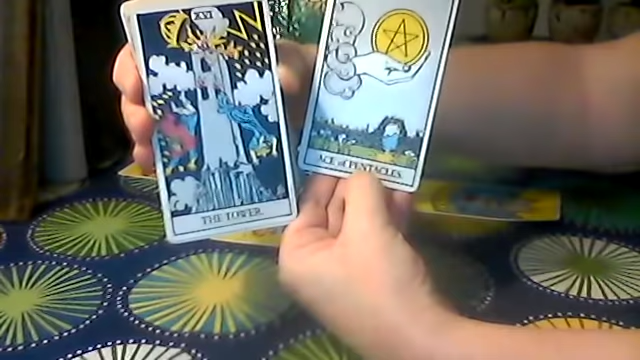 XVI
THE TOWER.
ACE of PENTACLES.